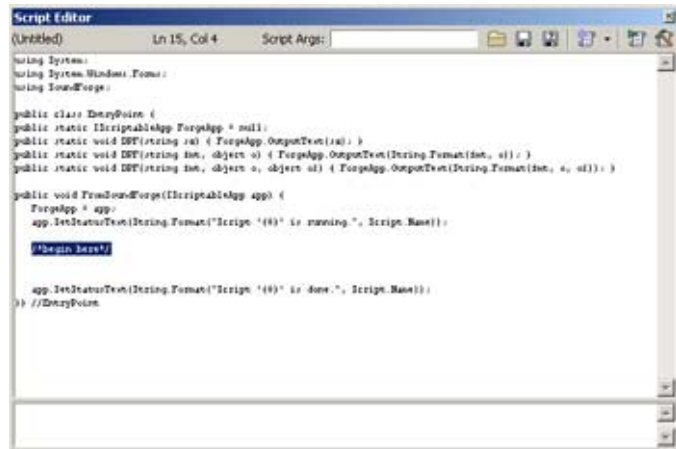 Script Editor
(Untitled) Ln 15, Col 4 Script Args:
using System;
using System.Windows.Forms;
using SoundForge;
public class EntryPoint {
public static IScriptableApp ForgeApp = null;
public static void DPF(string sz) { ForgeApp.OutputText(sz); }
public static void DPF(string fmt, object o) { ForgeApp.OutputText(String.Format(fmt, o)); }
public static void DPF(string fmt, object o, object o1) { ForgeApp.OutputText(String.Format(fmt, o, o1)); }
public void FromSoundForge(IScriptableApp app) {
ForgeApp = app;
app.SetStatusText(String.Format("Script '{0}' is running.", Script.Name));
/*begin here*/
app.SetStatusText(String.Format("Script '{0}' is done.", Script.Name));
}} //EntryPoint